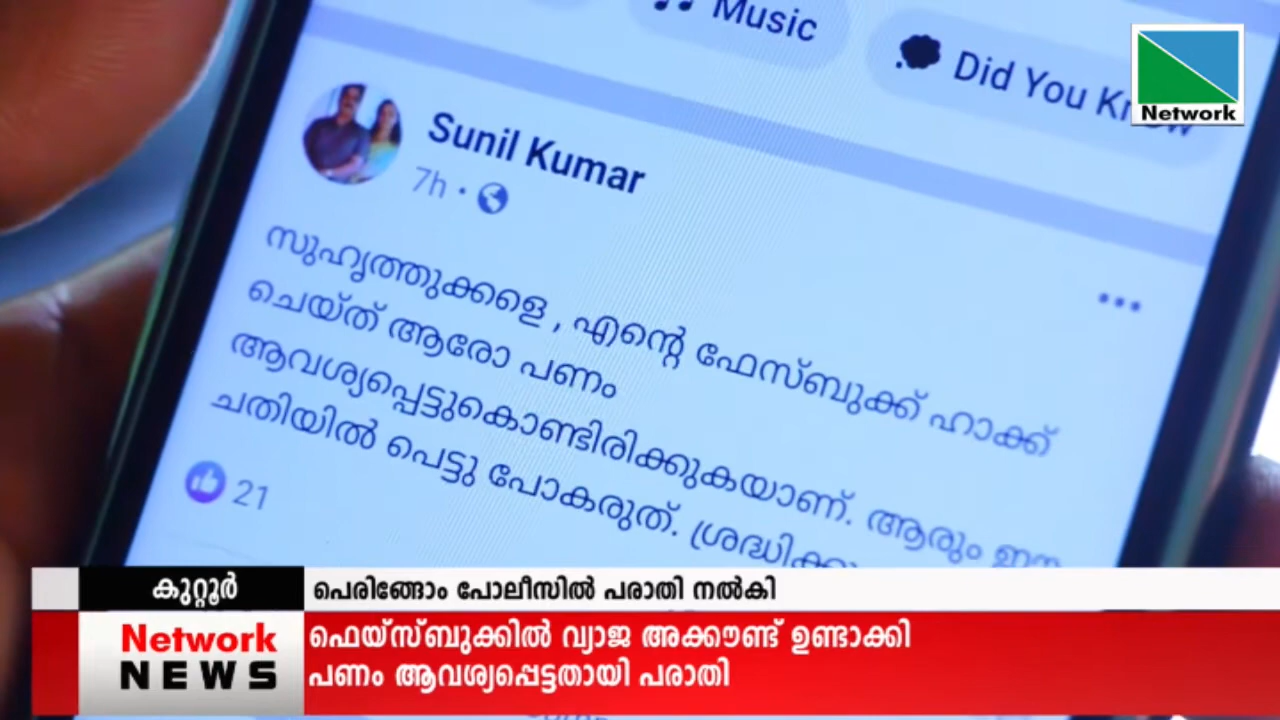 Music
Did You Know
Network
Sunil Kumar
7h
സുഹൃത്തുക്കളെ , എന്റെ ഫേസ്ബുക്ക് ഹാക്ക്
ചെയ്ത് ആരോ പണം
ആവശ്യപ്പെട്ടുകൊണ്ടിരിക്കുകയാണ്. ആരും ഈ
ചതിയിൽ പെട്ടു പോകരുത്.
21
കുറ്റൂർ
പെരിങ്ങോം പോലീസിൽ പരാതി നൽകി
Network
NEWS
ഫെയ്സ്ബുക്കിൽ വ്യാജ അക്കൗണ്ട് ഉണ്ടാക്കി
പണം ആവശ്യപ്പെട്ടതായി പരാതി